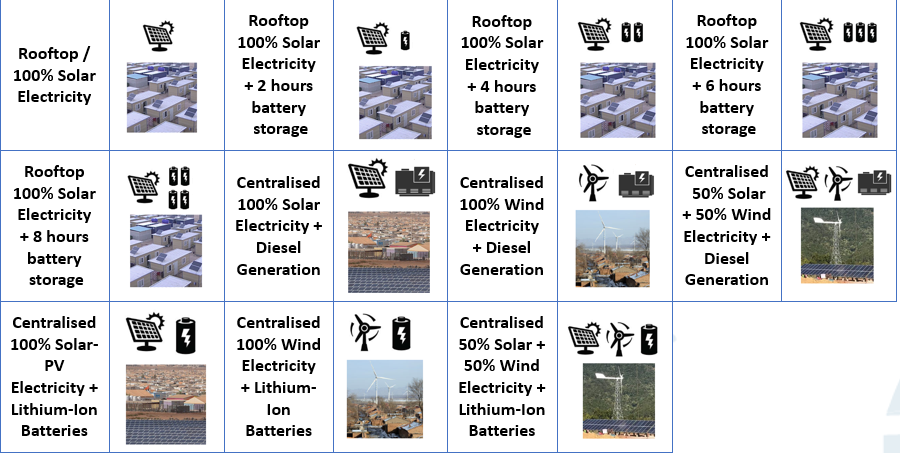 Rooftop /
100% Solar
Electricity
Rooftop
100% Solar
Electricity
+ 2 hours
battery
storage
Rooftop
100% Solar
Electricity
+ 4 hours
battery
storage
Rooftop
100% Solar
Electricity
+ 6 hours
battery
storage
Rooftop
100% Solar
Electricity
+ 8 hours
battery
storage
Centralised
100% Solar
Electricity +
Diesel
Generation
Centralised
100% Wind
Electricity
+ Diesel
Generation
Centralised
50% Solar
+ 50% Wind
Electricity +
Diesel
Generation
Centralised
100% Solar-
PV
Electricity +
Lithium-Ion
Batteries
Centralised
100% Wind
Electricity
+ Lithium-
Ion
Batteries
Centralised
50% Solar +
50% Wind
Electricity +
Lithium-Ion
Batteries